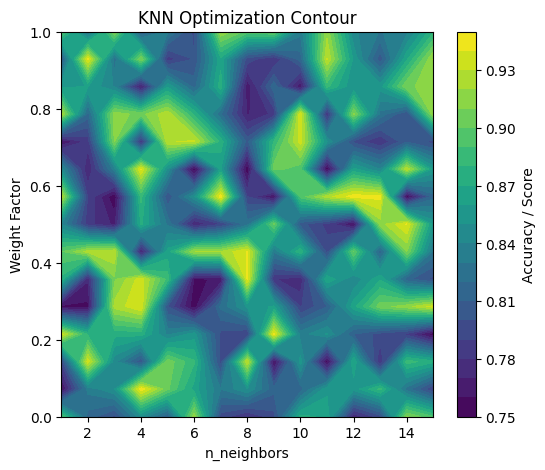 KNN Optimization Contour
1.0
0.8
0.6
0.4
0.2
0.0
Weight Factor
2 4 6 8 10 12 14
n_neighbors
0.93
0.90
0.87
0.84
0.81
0.78
0.75
Accuracy / Score